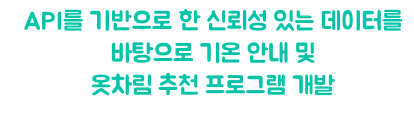 API를 기반으로 한 신뢰성 있는 데이터를
바탕으로 기온 안내 및
옷차림 추천 프로그램 개발